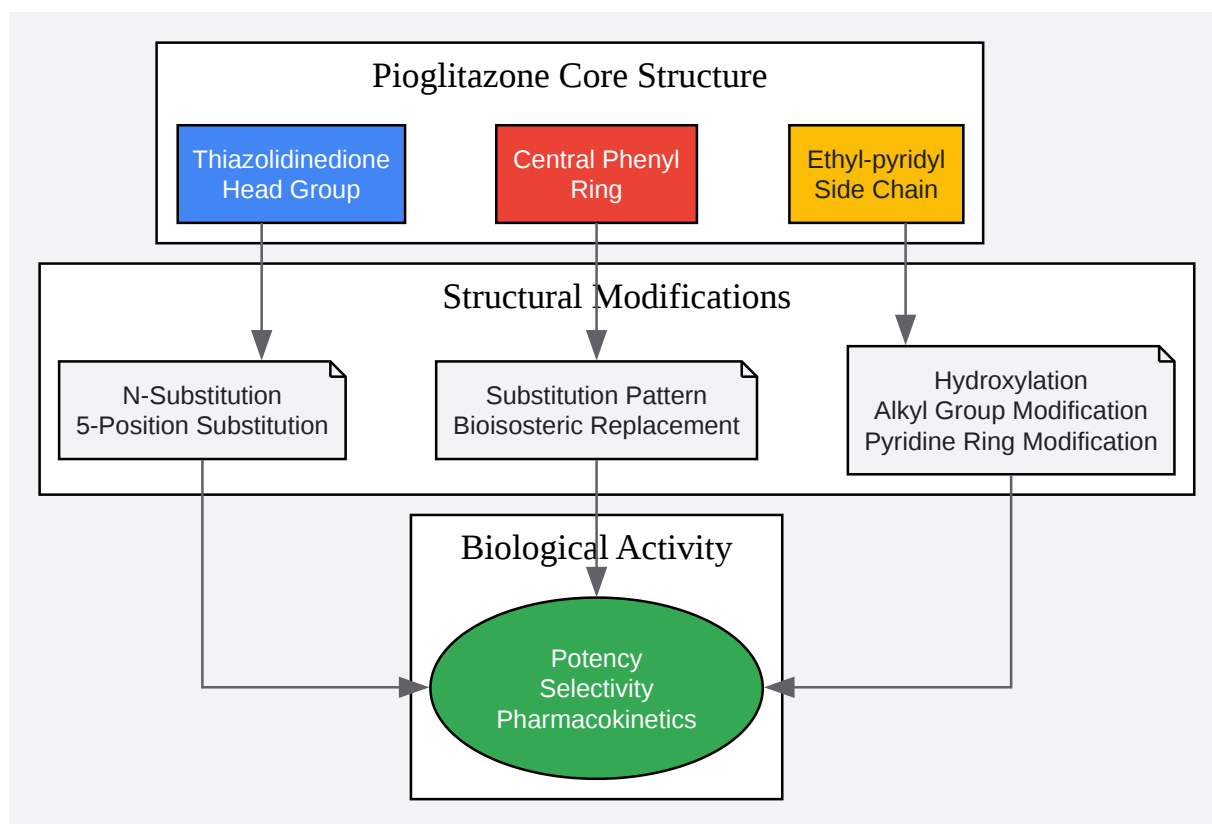 Pioglitazone Core Structure
Thiazolidinedione
Head Group
Central Phenyl
Ring
Ethyl-pyridyl
Side Chain
Structural Modifications
N-Substitution
5-Position Substitution
Substitution Pattern
Bioisosteric Replacement
Hydroxylation
Alkyl Group Modification
Pyridine Ring Modification
Biological Activity
Potency
Selectivity
Pharmacokinetics